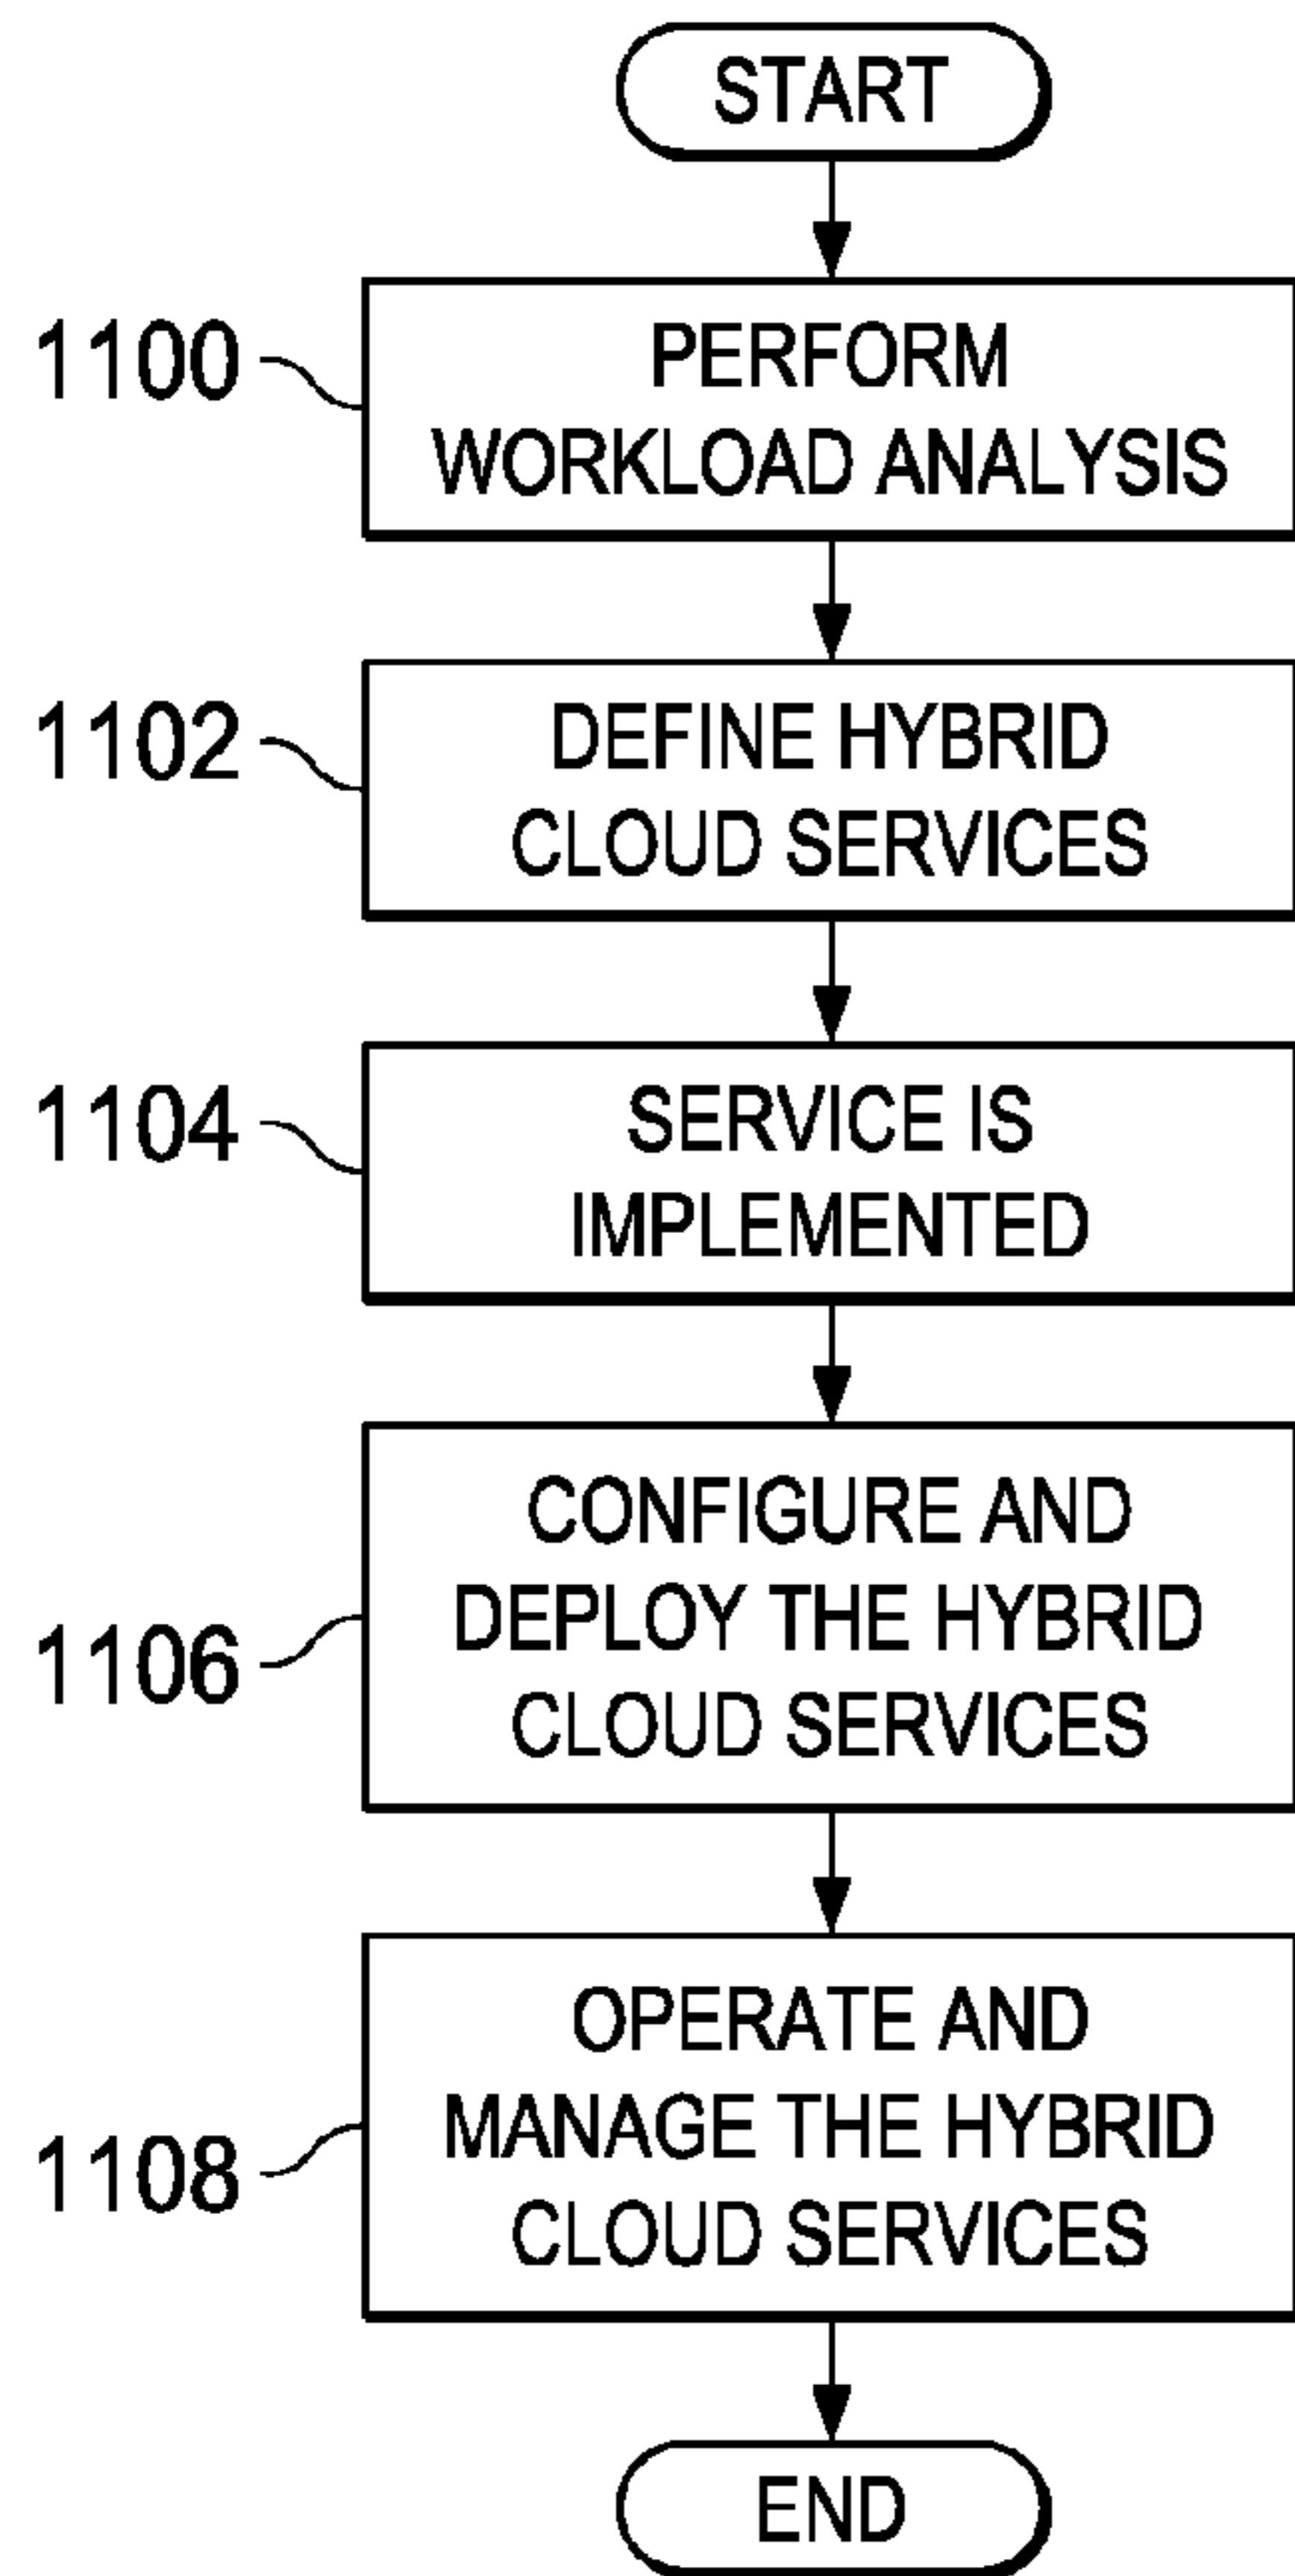 START
1100
PERFORM
WORKLOAD ANALYSIS
1102
DEFINE HYBRID
CLOUD SERVICES
1104
SERVICE IS
IMPLEMENTED
1106
CONFIGURE AND
DEPLOY THE HYBRID
CLOUD SERVICES
1108
OPERATE AND
MANAGE THE HYBRID
CLOUD SERVICES
END